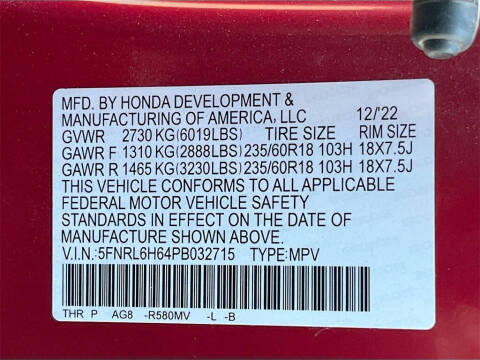 MFD. BY HONDA DEVELOPMENT &
MANUFACTURING OF AMERICA, LLC 12/'22
GVWR 2730 KG(6019LBS) TIRE SIZE RIM SIZE
GAWR F 1310 KG(2888LBS) 235/60R18 103H 18X7.5J
GAWR R 1465 KG(3230LBS) 235/60R18 103H 18X7.5J
THIS VEHICLE CONFORMS TO ALL APPLICABLE
FEDERAL MOTOR VEHICLE SAFETY
STANDARDS IN EFFECT ON THE DATE OF
MANUFACTURE SHOWN ABOVE.
V.I.N.:5FNRL6H64PB032715 TYPE:MPV
THR P AG8 -R580MV -L -B